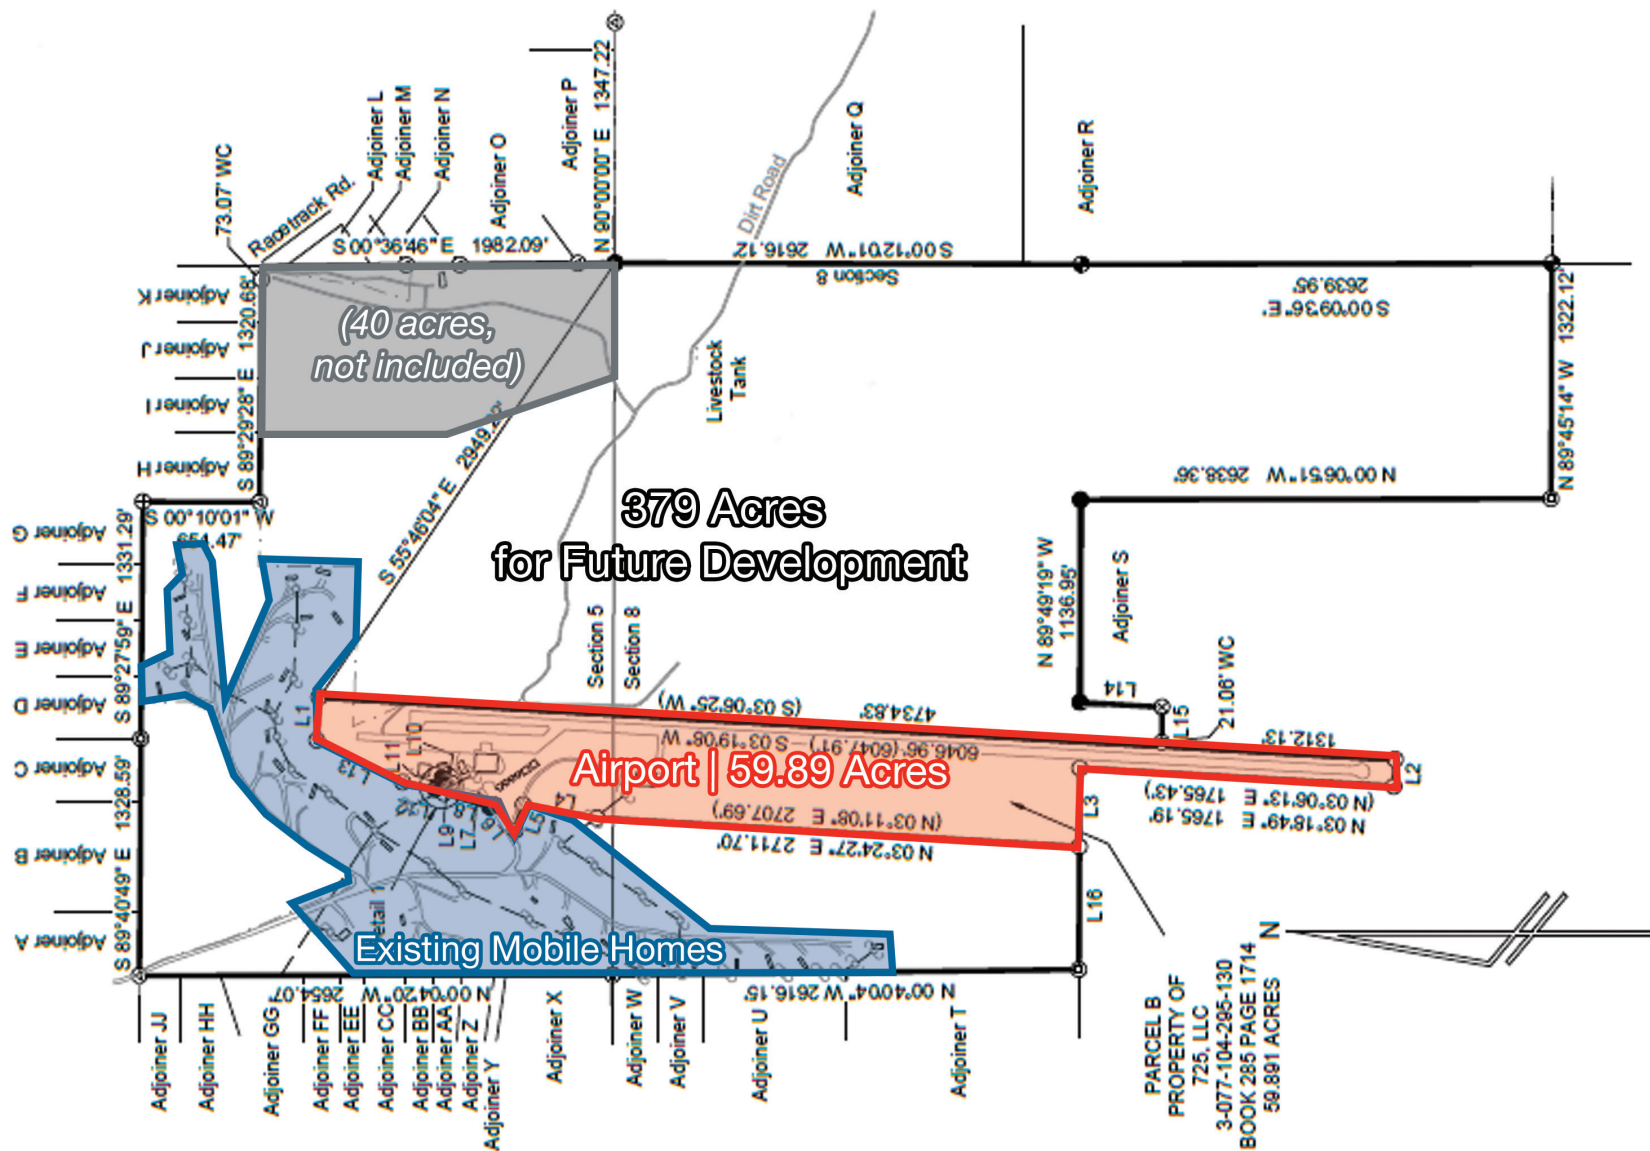 A
N 90°00'00" E 1347.22
Adjoiner P
Adjoiner O
Adjoiner N
Adjoiner M
Adjoiner L
73.07' WC
Racetrack Rd.
S 00°36'46" E 1982.09'
Dirt Road
Adjoiner Q
Adjoiner R
S 00°12'01" W 2616.12'
Section 8
S 00°09'36" E'
2639.95'
N 89°45'14" W 1322.12'
Adjoiner K
Adjoiner J
Adjoiner I
Adjoiner H
S 89°29'28" E 1320.68'
(40 acres,
not included)
2949.22'
S 55°46'04" E
Livestock
Tank
N 00°06'51" W 2638.36'
379 Acres
for Future Development
S 00°10'01" W
654.47'
Adjoiner G
Adjoiner F
Adjoiner E
Adjoiner D
Adjoiner C
Adjoiner B
Adjoiner A
S 89°27'59" E 1331.29'
S 89°40'49" E 1328.59'
Section 5
Section 8
N 89°49'19" W
1136.95'
Adjoiner S
L14
L15
21.06' WC
L1
(S 03°06'25" W)
4734.83'
6046.96' (6047.91') S 03°19'08" W
1312.13'
L2
L13
L11
L10
L4
L5
L6
L7
L8
L9
L3
Airport | 59.89 Acres
(N 03°11'08" E 2707.69')
N 03°24'27" E 2711.70'
(N 03°06'13" E 1765.43')
N 03°18'49" E 1765.19'
L16
N
Detail 1
Existing Mobile Homes
N 00°04'20" W 2654.07'
N 00°40'04" W 2616.15'
Adjoiner JJ
Adjoiner HH
Adjoiner GG
Adjoiner FF
Adjoiner EE
Adjoiner CC
Adjoiner BB
Adjoiner AA
Adjoiner Z
Adjoiner Y
Adjoiner X
Adjoiner W
Adjoiner V
Adjoiner U
Adjoiner T
PARCEL B
PROPERTY OF
725, LLC
3-077-104-295-130
BOOK 285 PAGE 1714
59.891 ACRES